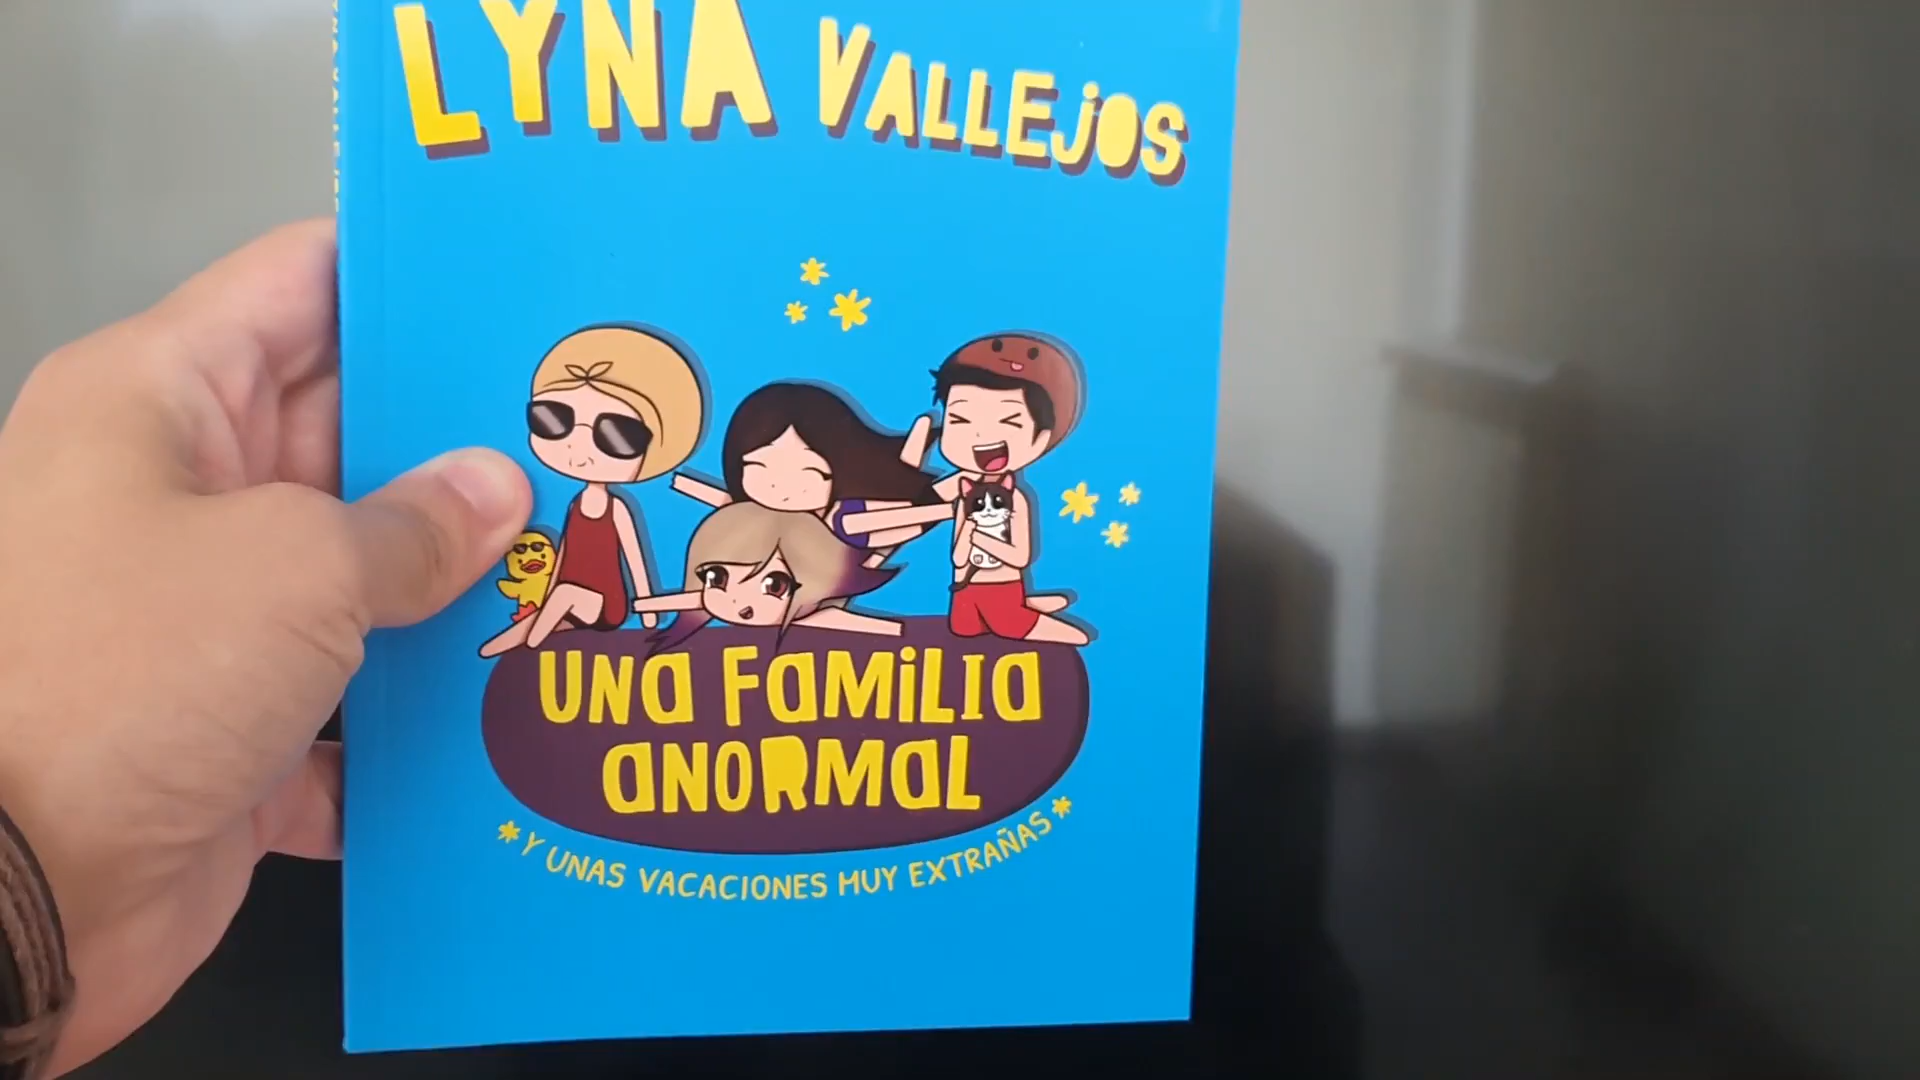 LYNA VALLEJOS
UNA FAMILIA
ANORMAL
* Y UNAS VACACIONES MUY EXTRAÑAS *